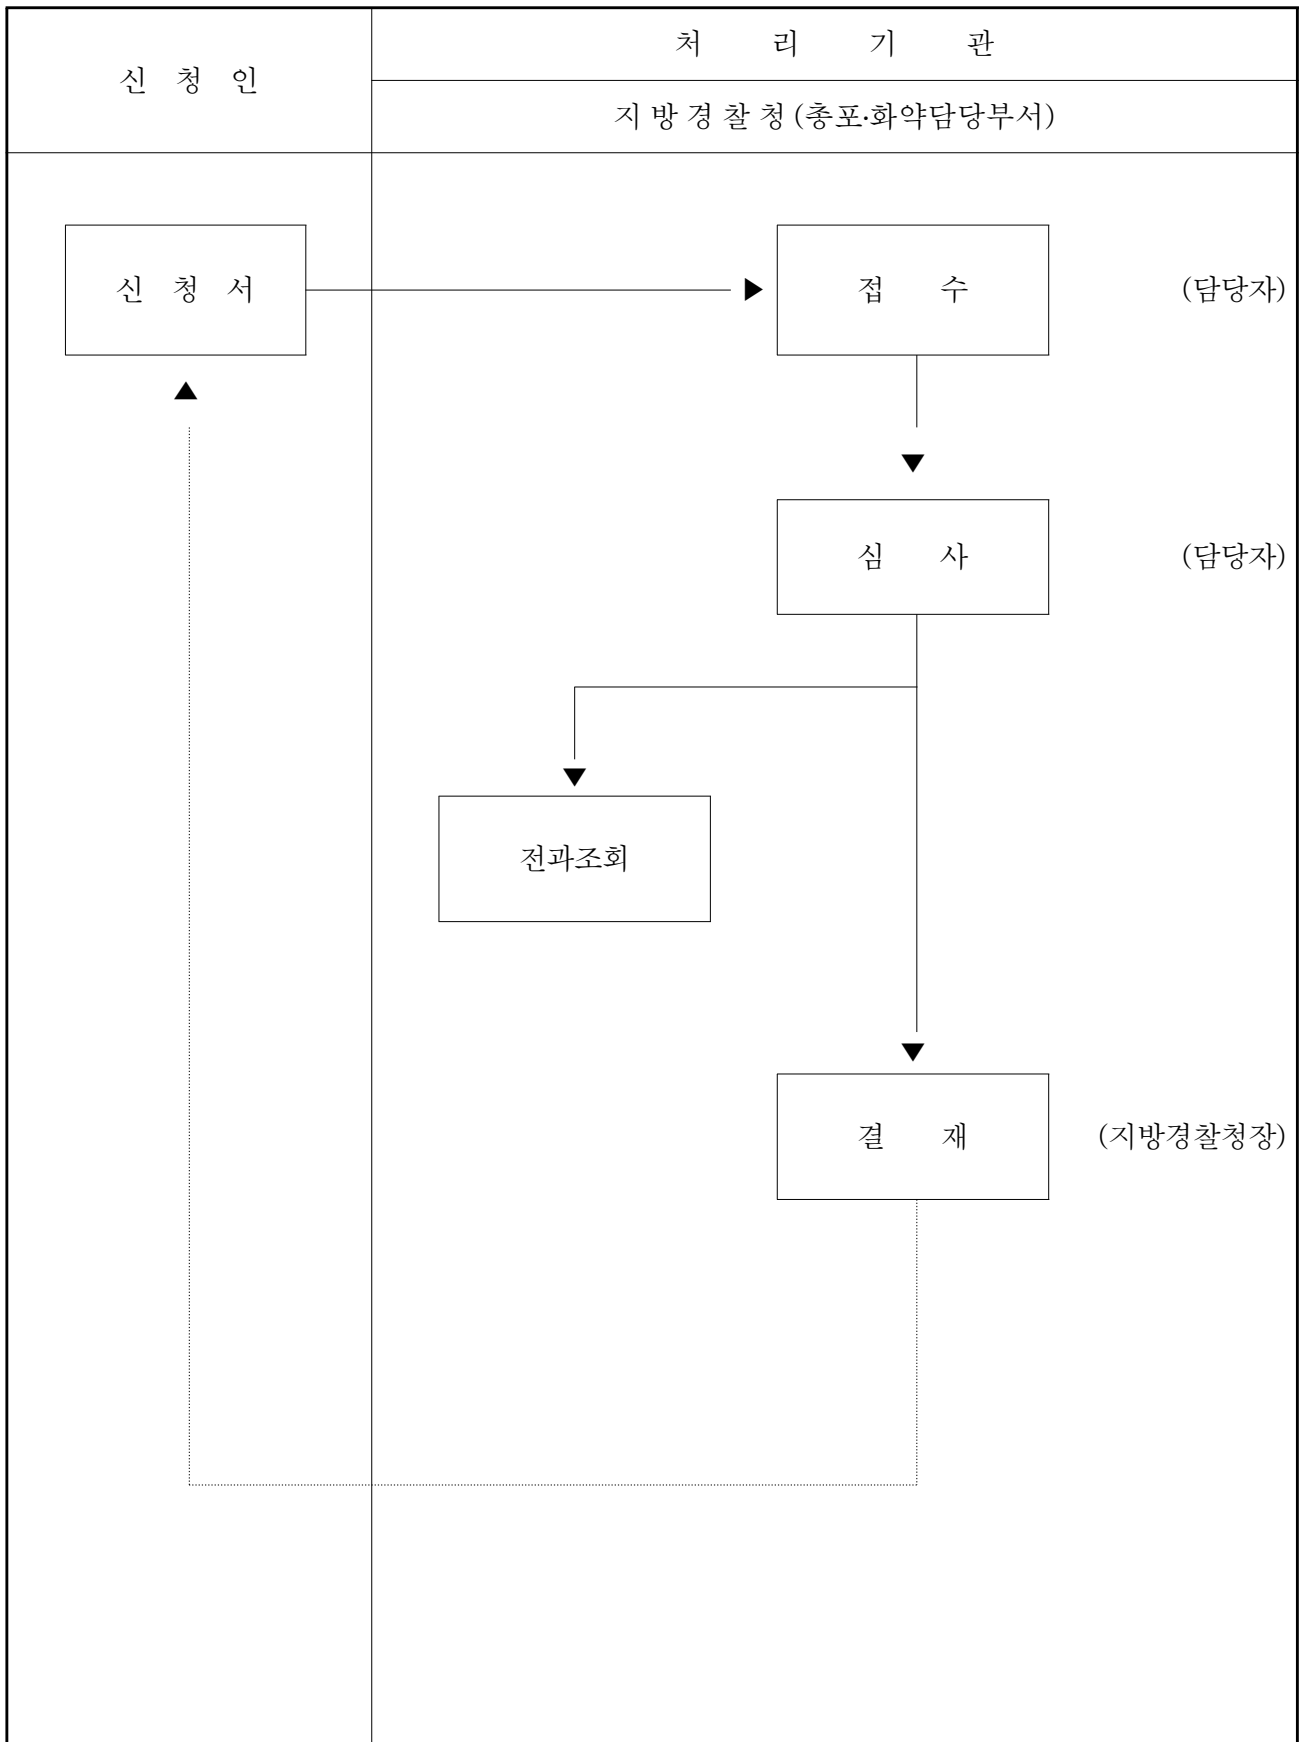 처 리 기 관
신 청 인
지 방 경 찰 청 (총포·화약담당부서)
신 청 서
접 수
(담당자)
심 사
(담당자)
전과조회
결 재
(지방경찰청장)